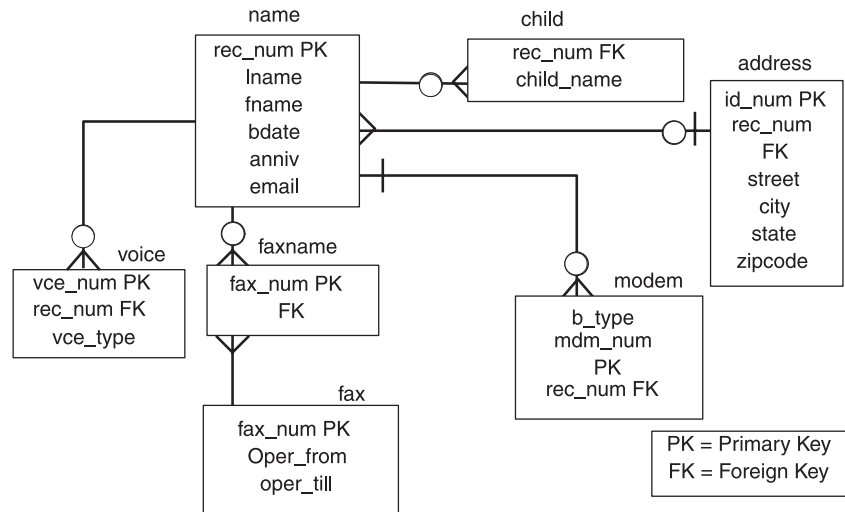 name
rec_num PK
lname
fname
bdate
anniv
email
child
rec_num FK
child_name
address
id_num PK
rec_num
FK
street
city
state
zipcode
voice
vce_num PK
rec_num FK
vce_type
faxname
fax_num PK
FK
modem
b_type
mdm_num
PK
rec_num FK
fax
fax_num PK
Oper_from
oper_till
PK = Primary Key
FK = Foreign Key